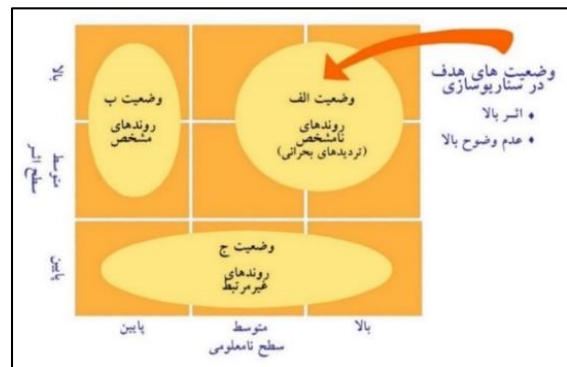 وضعیت های هدف
در سناریوسازی
♦ اثر بالا
♦ عدم وضوح بالا
بالا
متوسط
سطح اثر
پایین
وضعیت الف
روندهای
نامشخص
(تردیدهای بحرانی)
وضعیت ب
روندهای
مشخص
وضعیت ج
روندهای
غیرمرتبط
بالا
متوسط
پایین
سطح نامعلومی